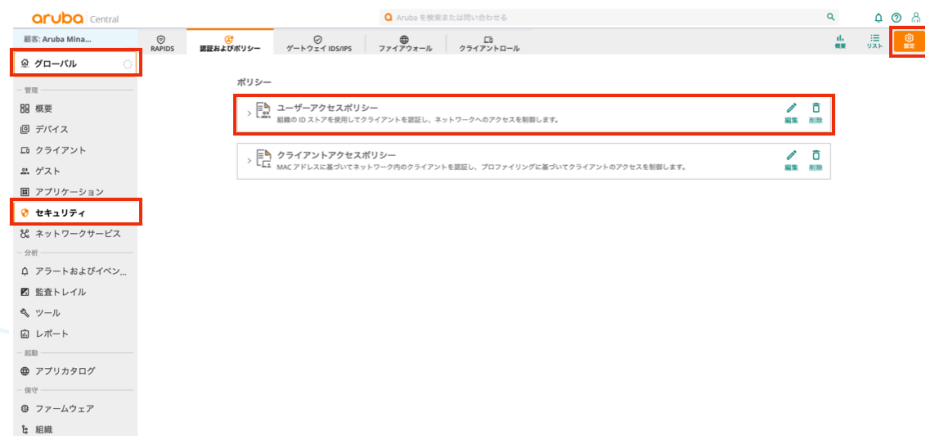 aruba Central
Aruba を検索または問い合わせる
顧客: Aruba Mina...
グローバル
RAPIDS
認証およびポリシー
ゲートウェイ IDS/IPS
ファイアウォール
クライアントロール
概要
リスト
設定
管理
概要
デバイス
クライアント
ゲスト
アプリケーション
セキュリティ
ネットワークサービス
分析
アラートおよびイベン...
監査トレイル
ツール
レポート
起動
アプリカタログ
保守
ファームウェア
組織
ポリシー
ユーザーアクセスポリシー
組織の ID ストアを使用してクライアントを認証し、ネットワークへのアクセスを制御します。
編集
削除
クライアントアクセスポリシー
MAC アドレスに基づいてネットワーク内のクライアントを認証し、プロファイリングに基づいてクライアントのアクセスを制御します。
編集
削除